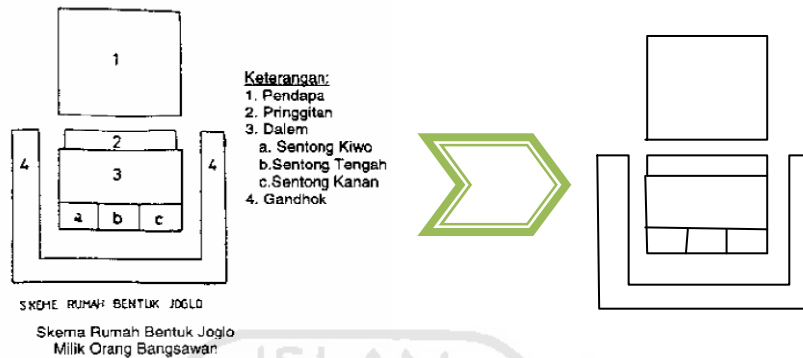 1
2
3
4
4
a b c
SKEME RUMAH BENTUK JOGLO
Skema Rumah Bentuk Joglo
Milik Orang Bangsawan
Keterangan:
1. Pendapa
2. Pringgitan
3. Dalem
a. Sentong Kiwo
b.Sentong Tengah
c.Sentong Kanan
4. Gandhok
ISLAM